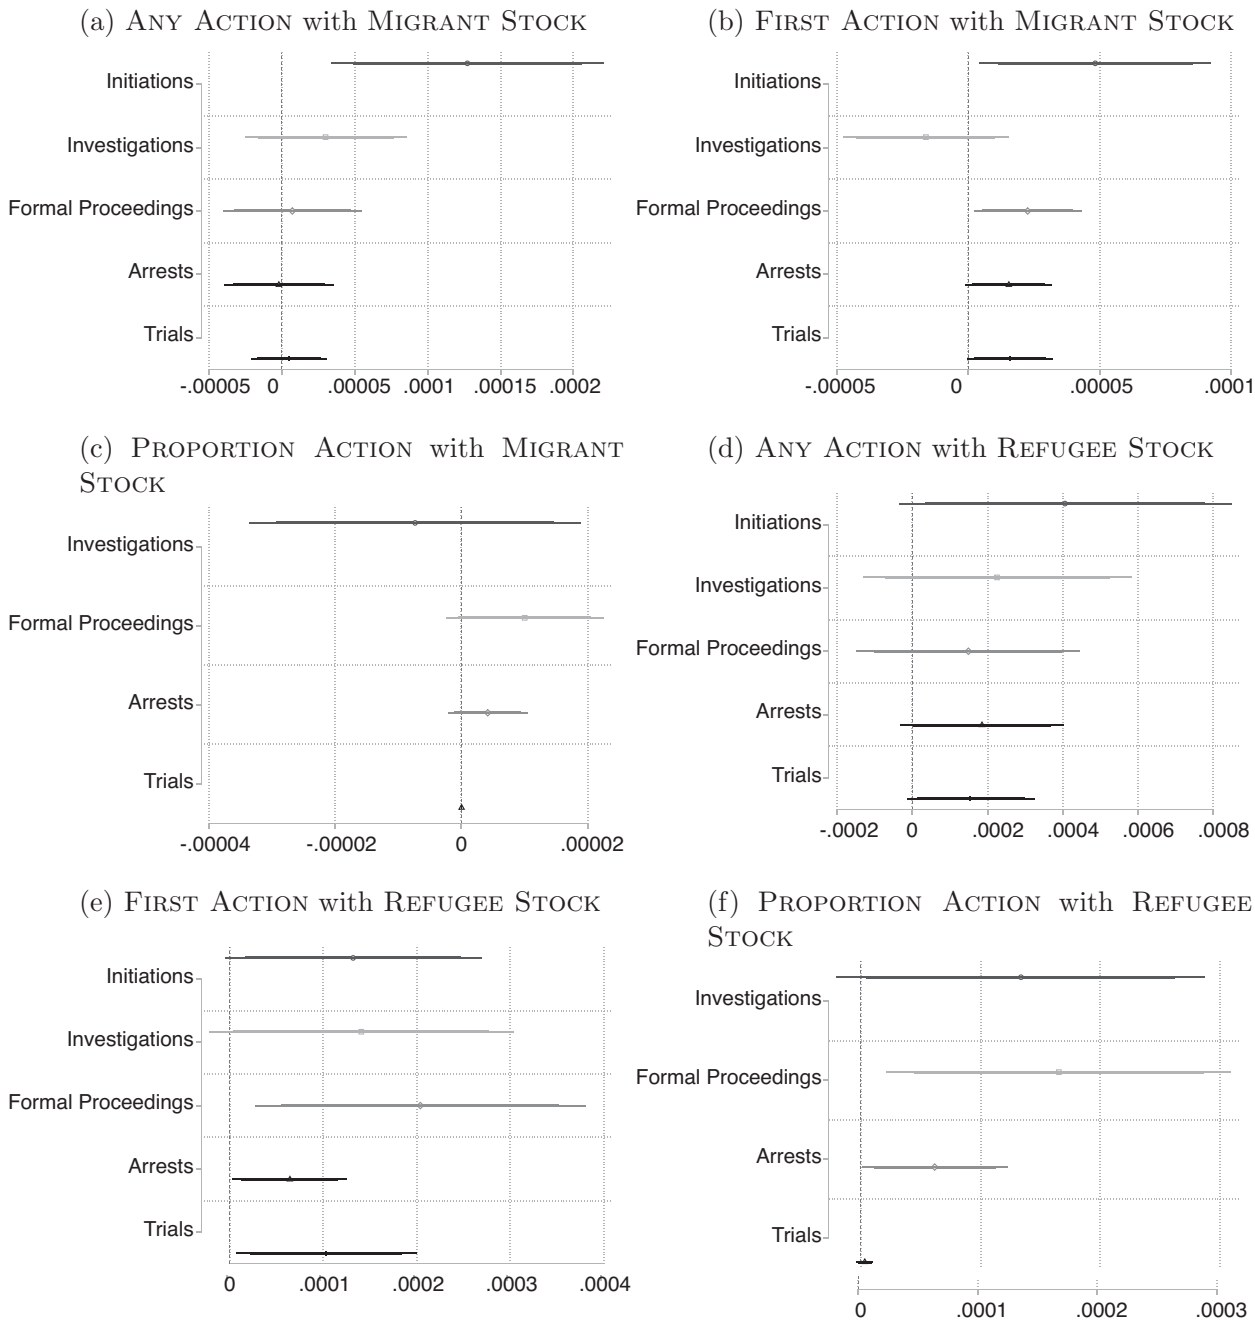 (a) ANY ACTION with MIGRANT STOCK
Initiations
Investigations
Formal Proceedings
Arrests
Trials
-.00005 0 .00005 .0001 .00015 .0002
(b) FIRST ACTION with MIGRANT STOCK
Initiations
Investigations
Formal Proceedings
Arrests
Trials
-.00005 0 .00005 .0001
(c) PROPORTION ACTION with MIGRANT
STOCK
Investigations
Formal Proceedings
Arrests
Trials
-.00004 -.00002 0 .00002
(d) ANY ACTION with REFUGEE STOCK
Initiations
Investigations
Formal Proceedings
Arrests
Trials
-.0002 0 .0002 .0004 .0006 .0008
(e) FIRST ACTION with REFUGEE STOCK
Initiations
Investigations
Formal Proceedings
Arrests
Trials
0 .0001 .0002 .0003 .0004
(f) PROPORTION ACTION with REFUGEE
STOCK
Investigations
Formal Proceedings
Arrests
Trials
0 .0001 .0002 .0003